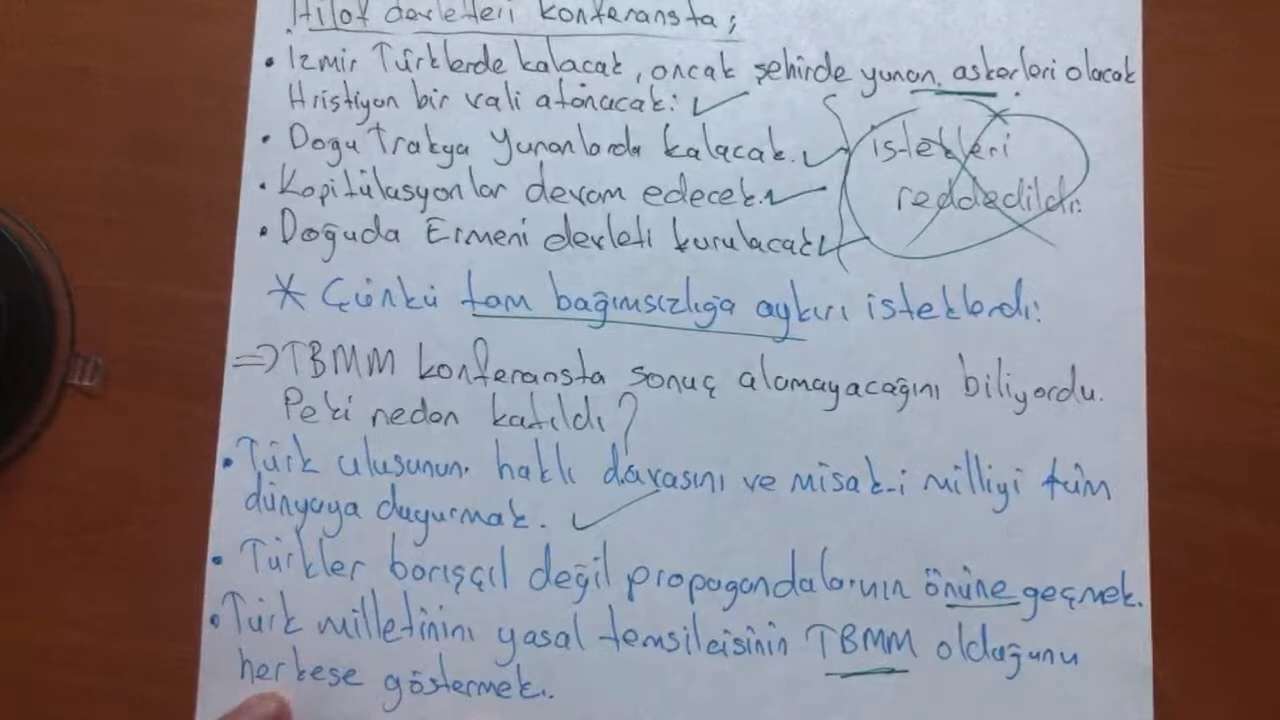 İtilaf devletleri konferansta;
• İzmir Türklerde kalacak, ancak şehirde yunan askerleri olacak
Hristiyan bir vali atanacak.
• Doğu Trakya Yunanlarda kalacak.
• Kapitülasyonlar devam edecek.
• Doğuda Ermeni devleti kurulacak
istekleri
reddedildi.
* Çünkü tam bağımsızlığa aykırı isteklerdi.
⇒ TBMM konferansta sonuç alamayacağını biliyordu.
Peki neden katıldı?
• Türk ulusunun haklı davasını ve misak-i milliyi tüm
dünyaya duyurmak.
• Türkler barışçıl değil propagandalarının önüne geçmek.
• Türk milletinini yasal temsilcisinin TBMM olduğunu
herkese göstermek.